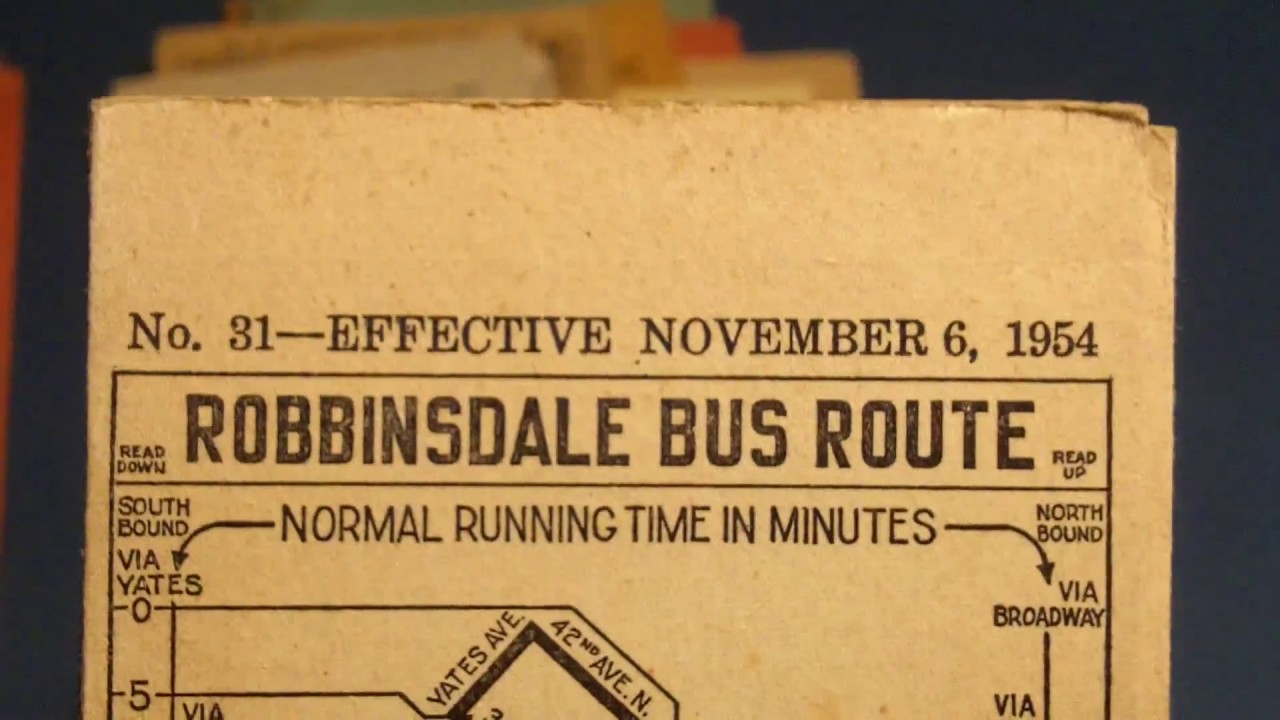 No. 31—EFFECTIVE NOVEMBER 6, 1954
ROBBINSDALE BUS ROUTE
READ
DOWN
READ
UP
SOUTH
BOUND
NORMAL RUNNING TIME IN MINUTES
NORTH
BOUND
VIA
YATES
VIA
BROADWAY
0
YATES AVE.
42ND AVE. N.
5
VIA
VIA